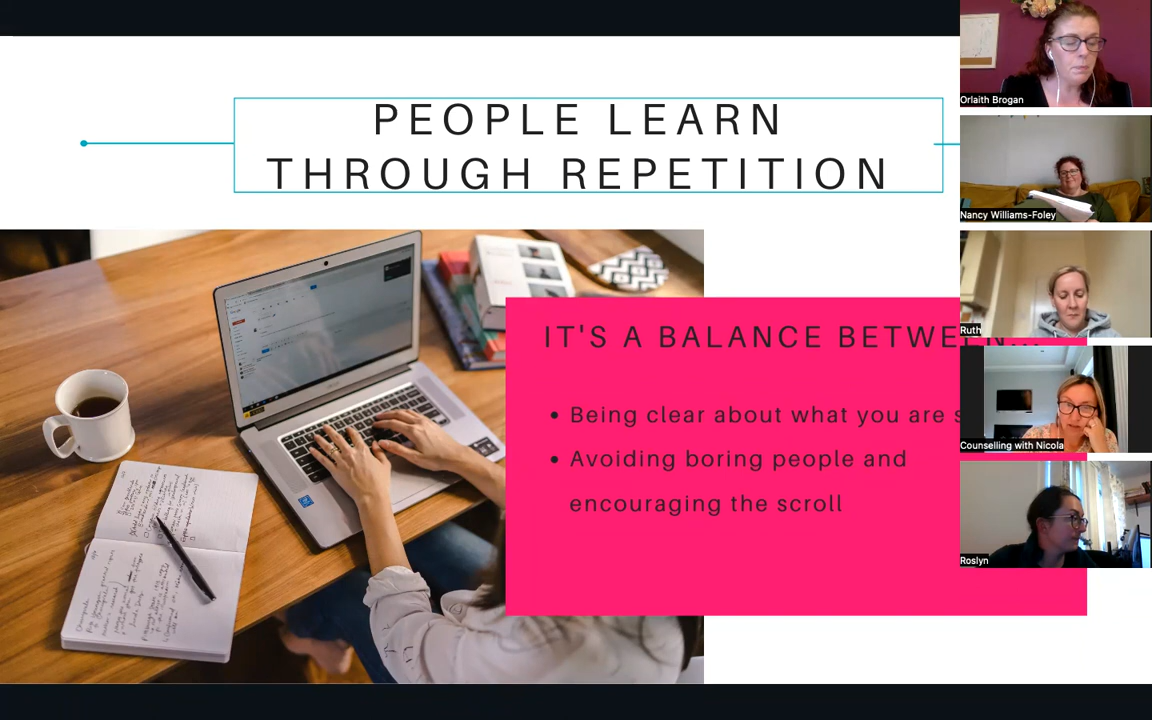 PEOPLE LEARN
THROUGH REPETITION
IT'S A BALANCE BETWEEN...
Being clear about what you are
Avoiding boring people and
encouraging the scroll
Orlaith Brogan
Nancy Williams-Foley
Ruth
Counselling with Nicola
Roslyn